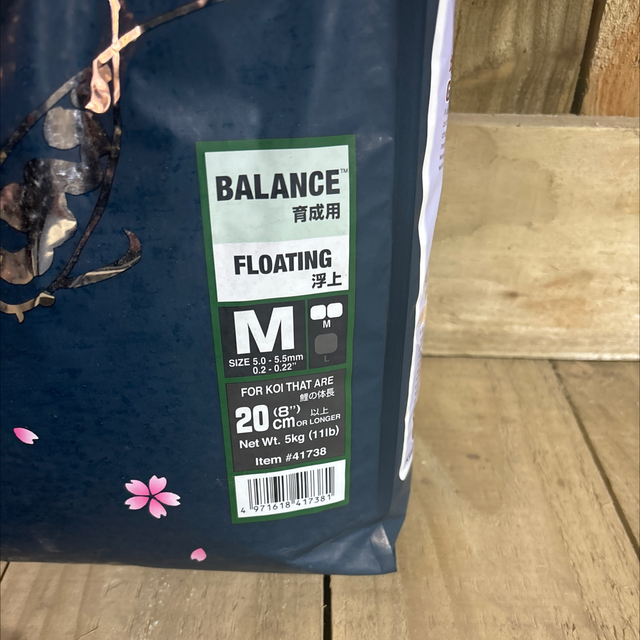 BALANCE™
育成用
FLOATING
浮上
M
SIZE 5.0 - 5.5mm
0.2 - 0.22"
M
L
FOR KOI THAT ARE
鯉の体長
20 cm (8") 以上 OR LONGER
Net Wt. 5kg (11lb)
Item #41738
4 971618 417381